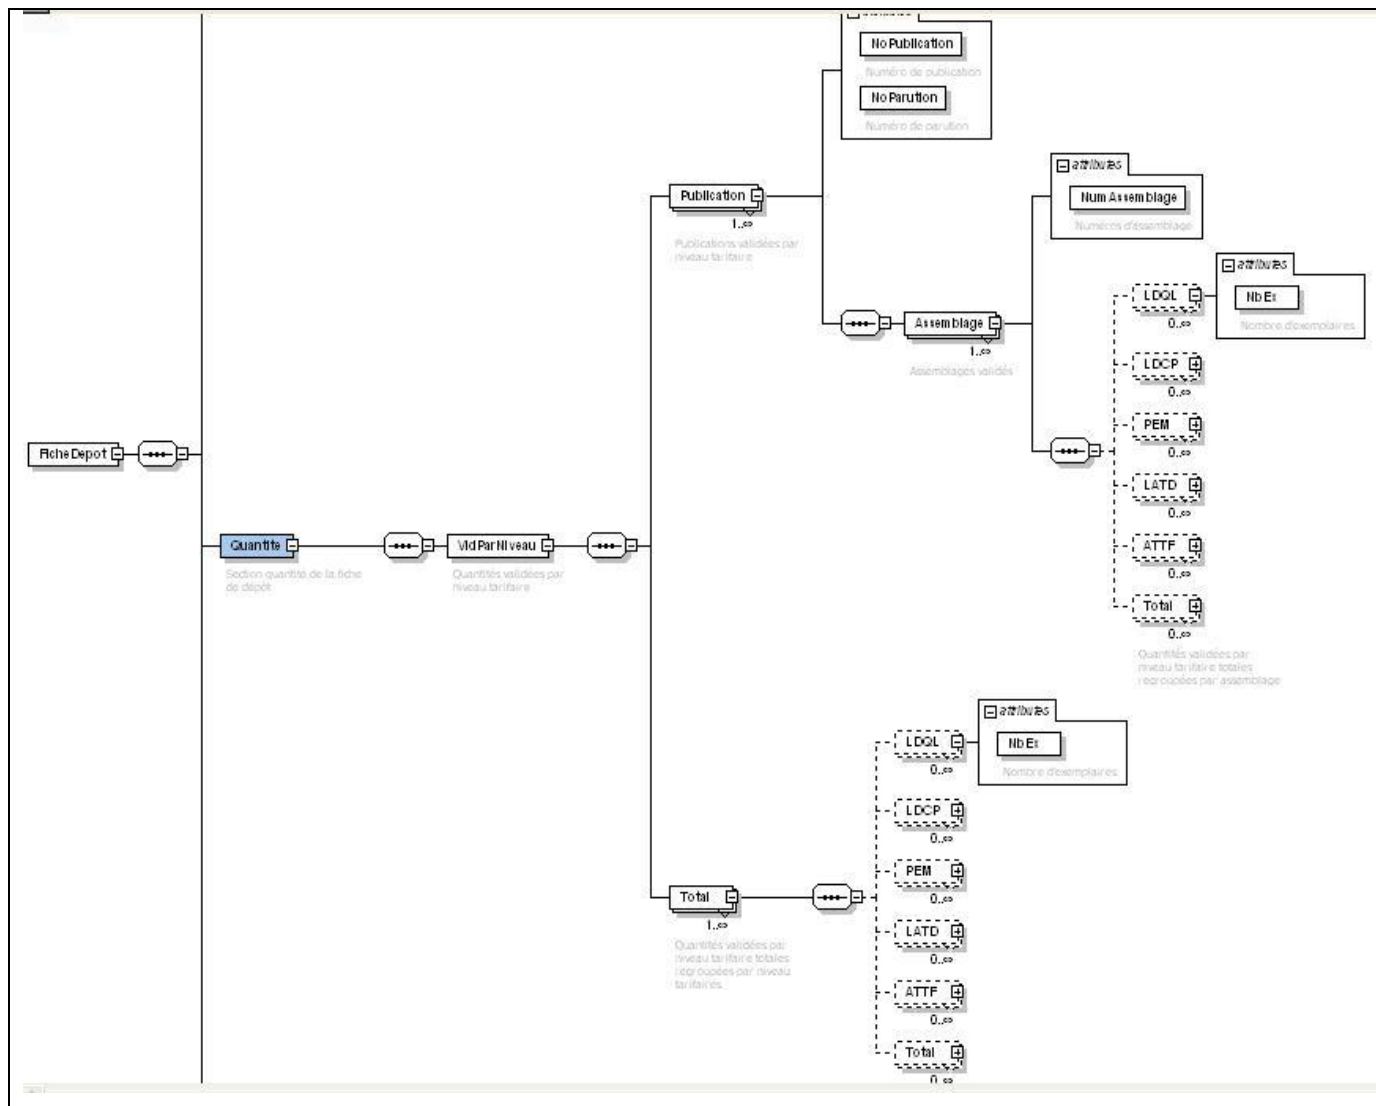 NoPublication
Numéro de publication
NoParution
Numéro de parution
attributes
NumAssemblage
Numéros d'assemblage
Publication
1..∞
Publications validées par
niveau tarifaire
attributes
NbEx
Nombre d'exemplaires
LDQL
0..∞
Assemblage
1..∞
Assemblages validés
LDCP
0..∞
PEM
0..∞
LATD
0..∞
ATTF
0..∞
Total
0..∞
Quantités validées par
niveau tarifaire totales
regroupées par assemblage
FicheDepot
Quantite
Section quantité de la fiche
de dépôt
VldParNiveau
Quantités validées par
niveau tarifaire
attributes
NbEx
Nombre d'exemplaires
LDQL
0..∞
LDCP
0..∞
PEM
0..∞
Total
1..∞
Quantités validées par
niveau tarifaire totales
regroupées par niveau
tarifaires
LATD
0..∞
ATTF
0..∞
Total
0..∞